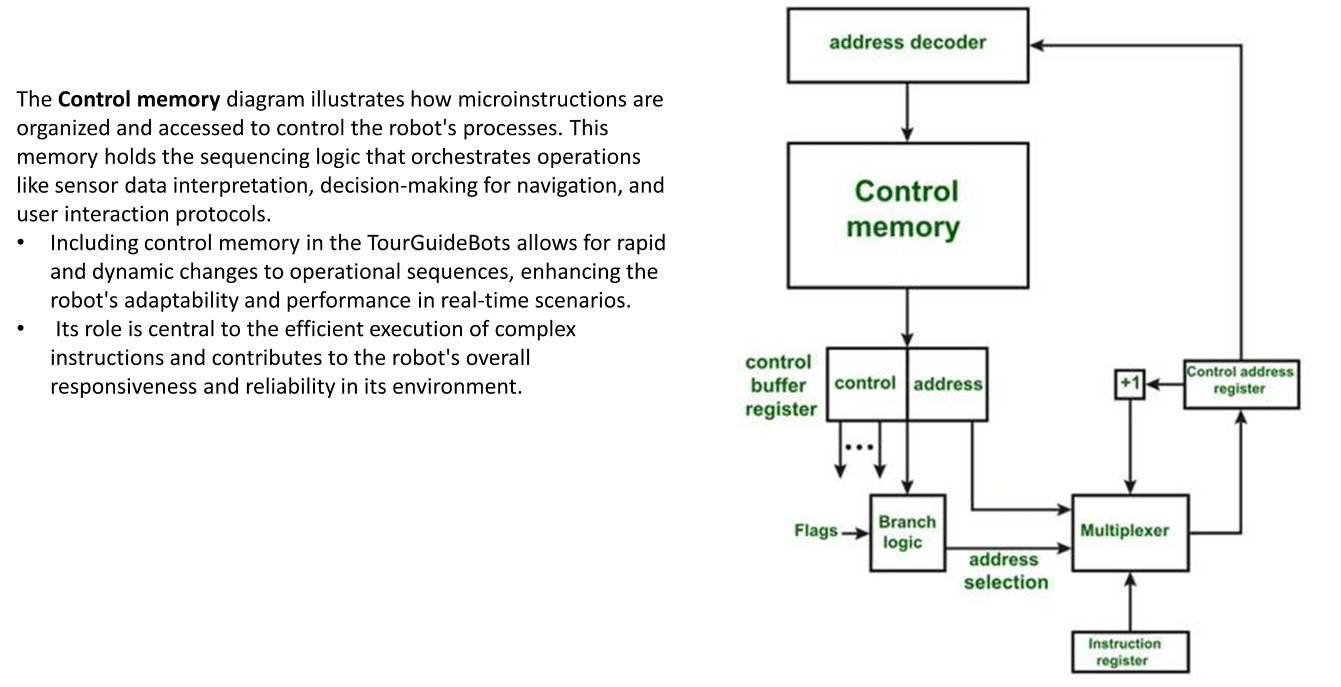 The Control memory diagram illustrates how microinstructions are
organized and accessed to control the robot's processes. This
memory holds the sequencing logic that orchestrates operations
like sensor data interpretation, decision-making for navigation, and
user interaction protocols.
• Including control memory in the TourGuideBots allows for rapid
and dynamic changes to operational sequences, enhancing the
robot's adaptability and performance in real-time scenarios.
• Its role is central to the efficient execution of complex
instructions and contributes to the robot's overall
responsiveness and reliability in its environment.
address decoder
Control
memory
control
buffer
register
control
address
+1
Control address
register
Flags
Branch
logic
address
selection
Multiplexer
Instruction
register